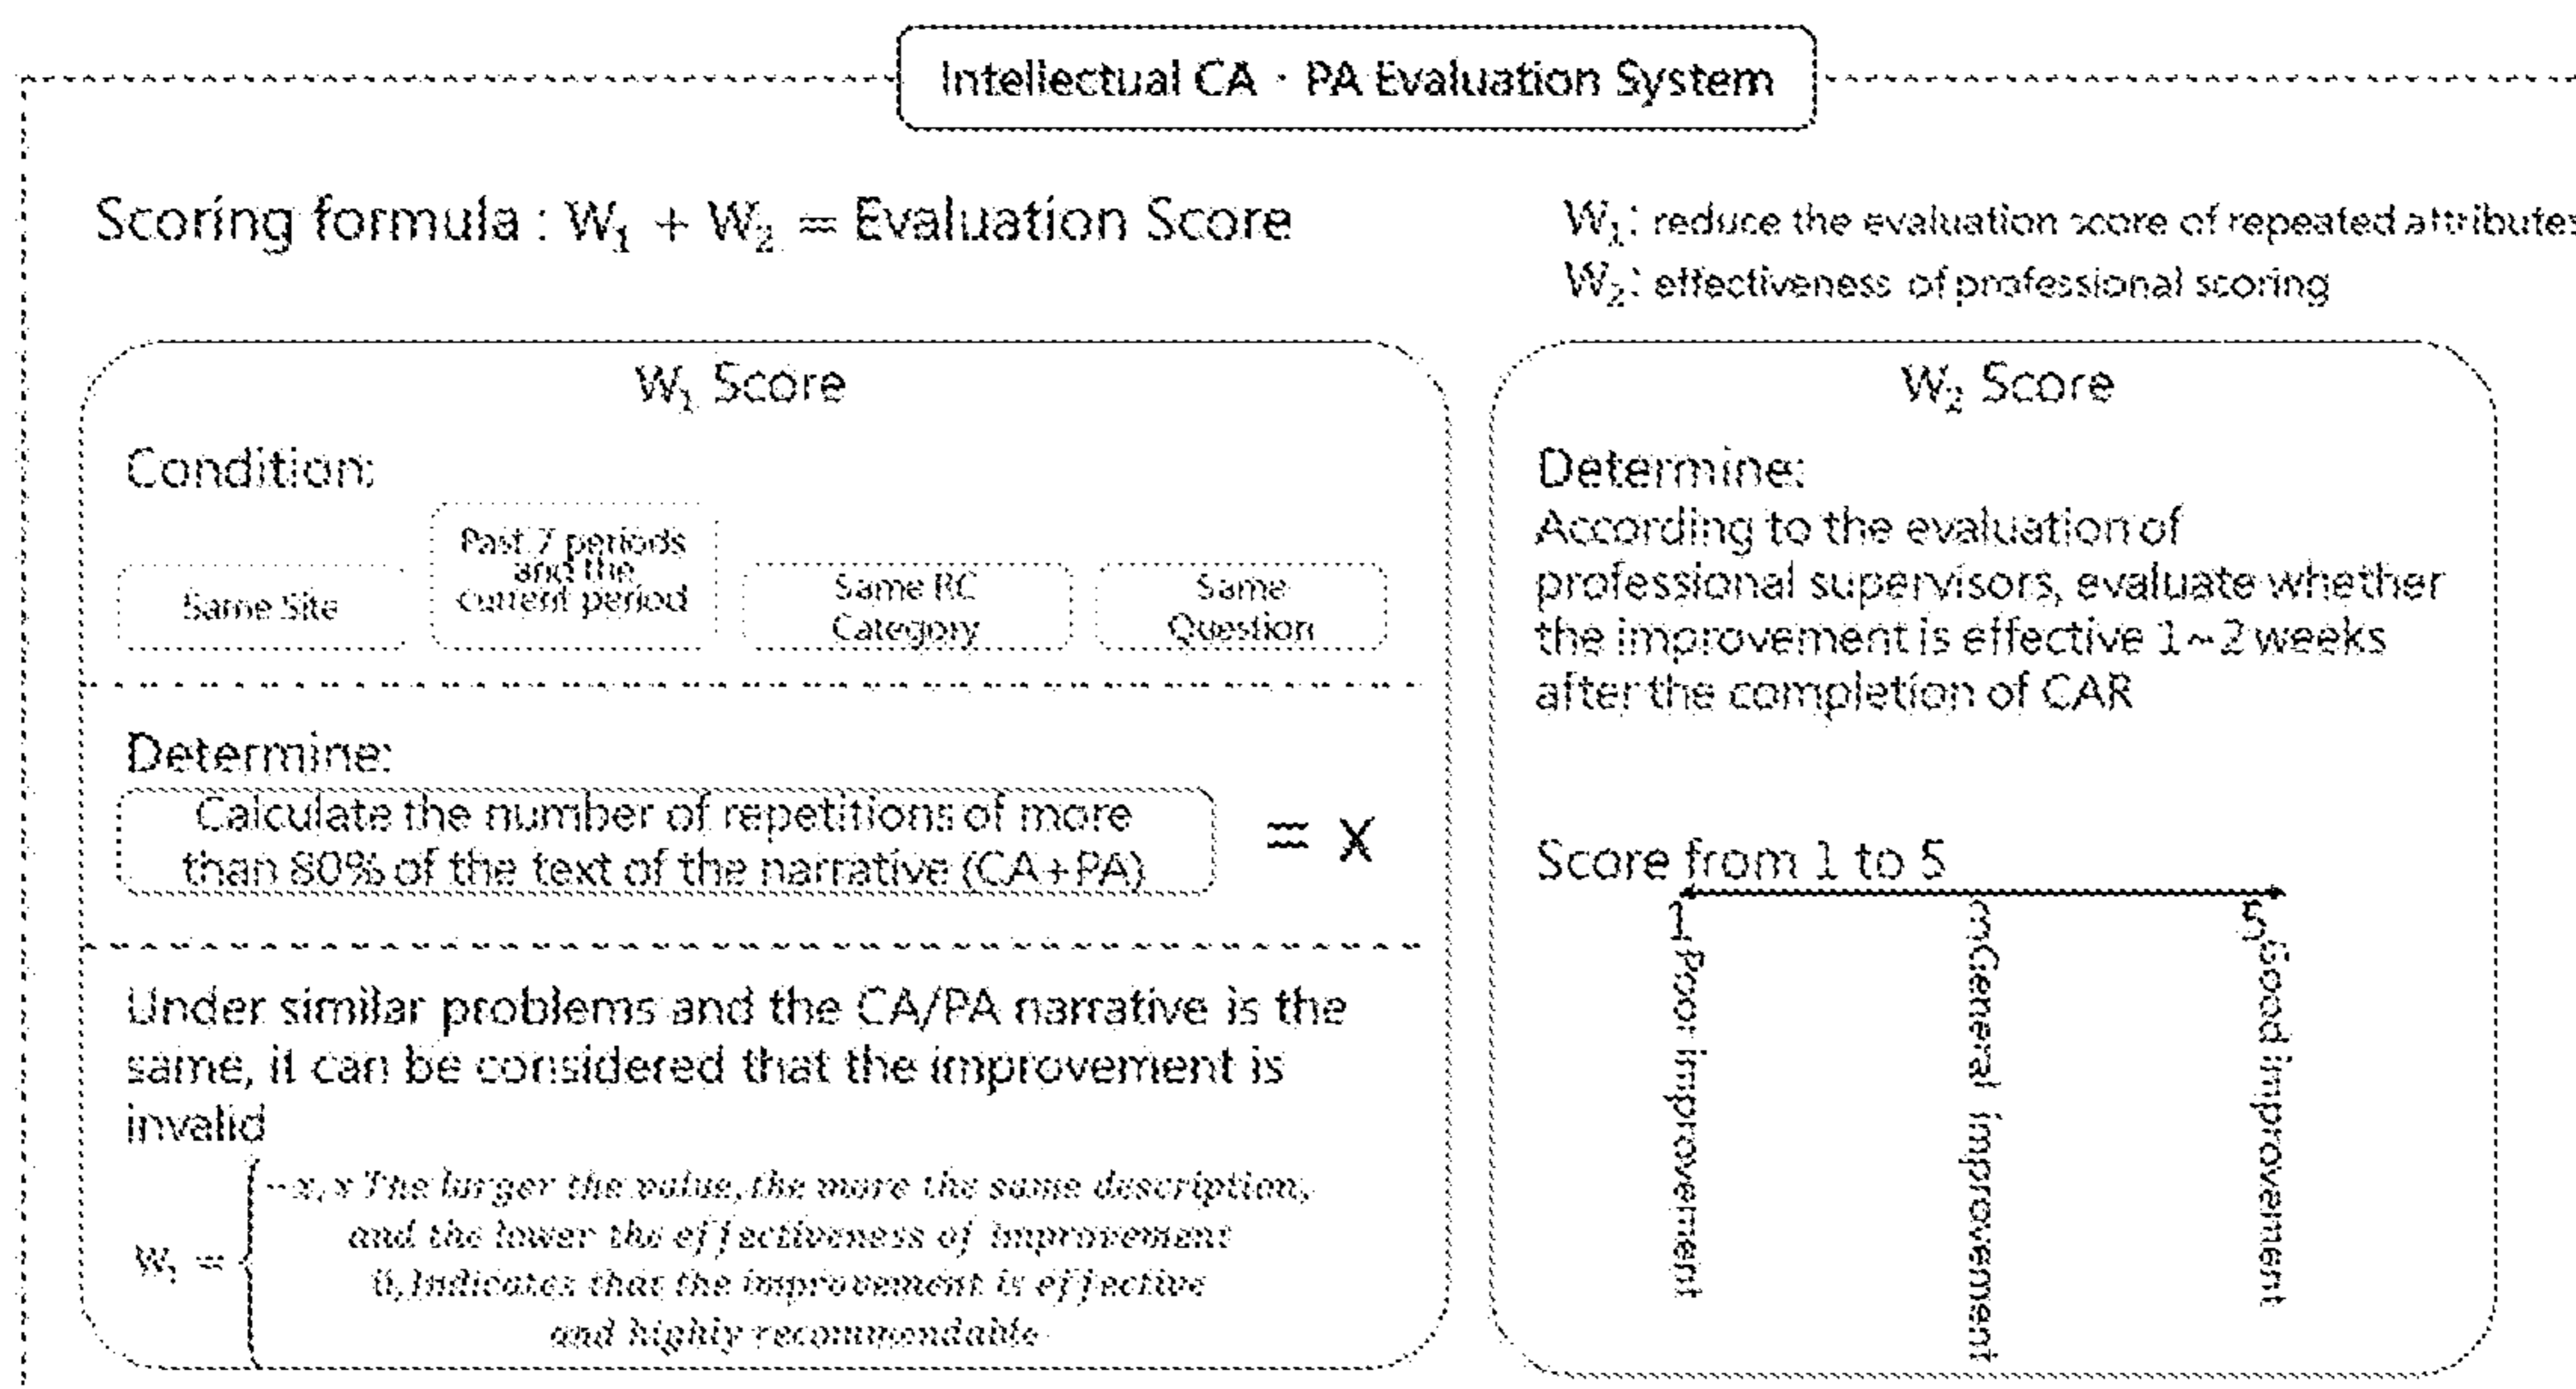 Intellectual CA · PA Evaluation System
Scoring formula : W₁ + W₂ = Evaluation Score
W₁: reduce the evaluation score of repeated attributes
W₂: effectiveness of professional scoring
W₁ Score
Condition:
Same Site
Past 7 periods
and the
current period
Same RC
Category
Same
Question
Determine:
Calculate the number of repetitions of more
than 80% of the text of the narrative (CA+PA)
= x
Under similar problems and the CA/PA narrative is the
same, it can be considered that the improvement is
invalid
W₁ =
−x, x The larger the value, the more the same description,
and the lower the effectiveness of improvement
0, Indicates that the improvement is effective
and highly recommendable
W₂ Score
Determine:
According to the evaluation of
professional supervisors, evaluate whether
the improvement is effective 1~2 weeks
after the completion of CAR
Score from 1 to 5
1 Poor improvement
General improvement
5 Good improvement